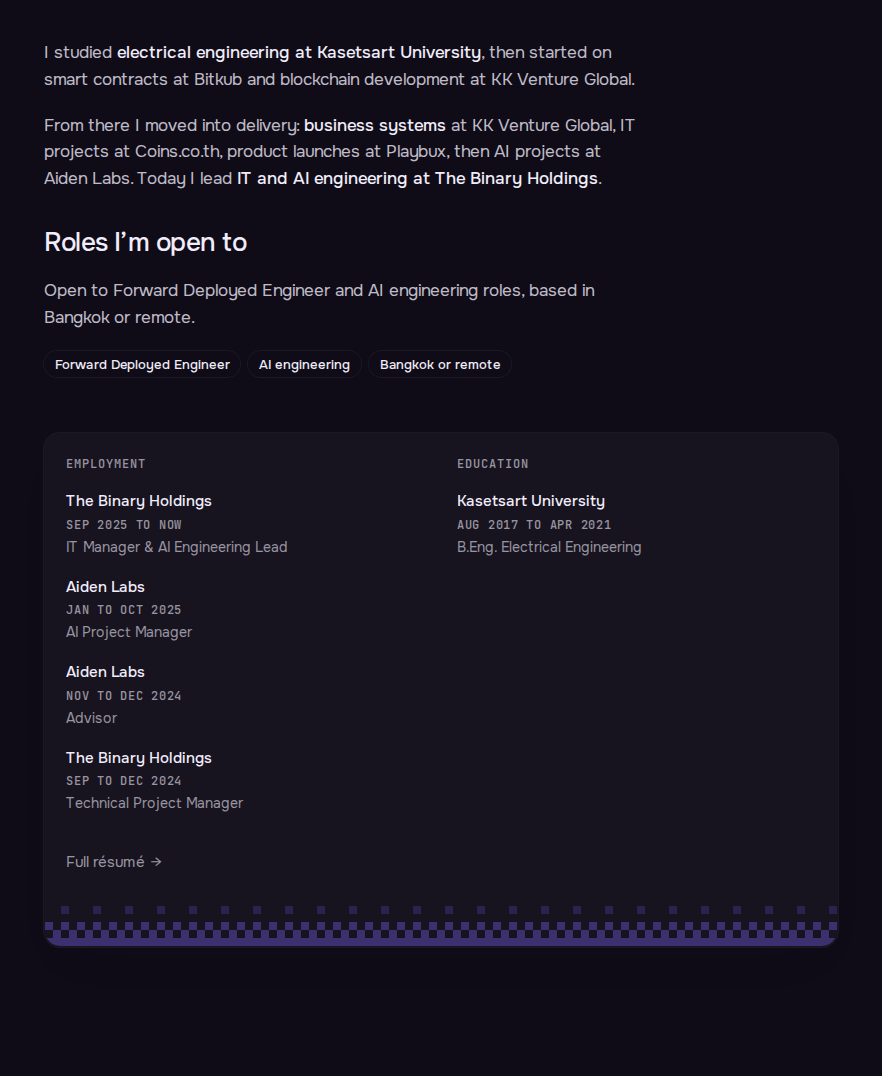 I studied electrical engineering at Kasetsart University, then started on
smart contracts at Bitkub and blockchain development at KK Venture Global.
From there I moved into delivery: business systems at KK Venture Global, IT
projects at Coins.co.th, product launches at Playbux, then AI projects at
Aiden Labs. Today I lead IT and AI engineering at The Binary Holdings.
Roles I’m open to
Open to Forward Deployed Engineer and AI engineering roles, based in
Bangkok or remote.
Forward Deployed Engineer
AI engineering
Bangkok or remote
EMPLOYMENT
The Binary Holdings
SEP 2025 TO NOW
IT Manager & AI Engineering Lead
Aiden Labs
JAN TO OCT 2025
AI Project Manager
Aiden Labs
NOV TO DEC 2024
Advisor
The Binary Holdings
SEP TO DEC 2024
Technical Project Manager
Full résumé →
EDUCATION
Kasetsart University
AUG 2017 TO APR 2021
B.Eng. Electrical Engineering